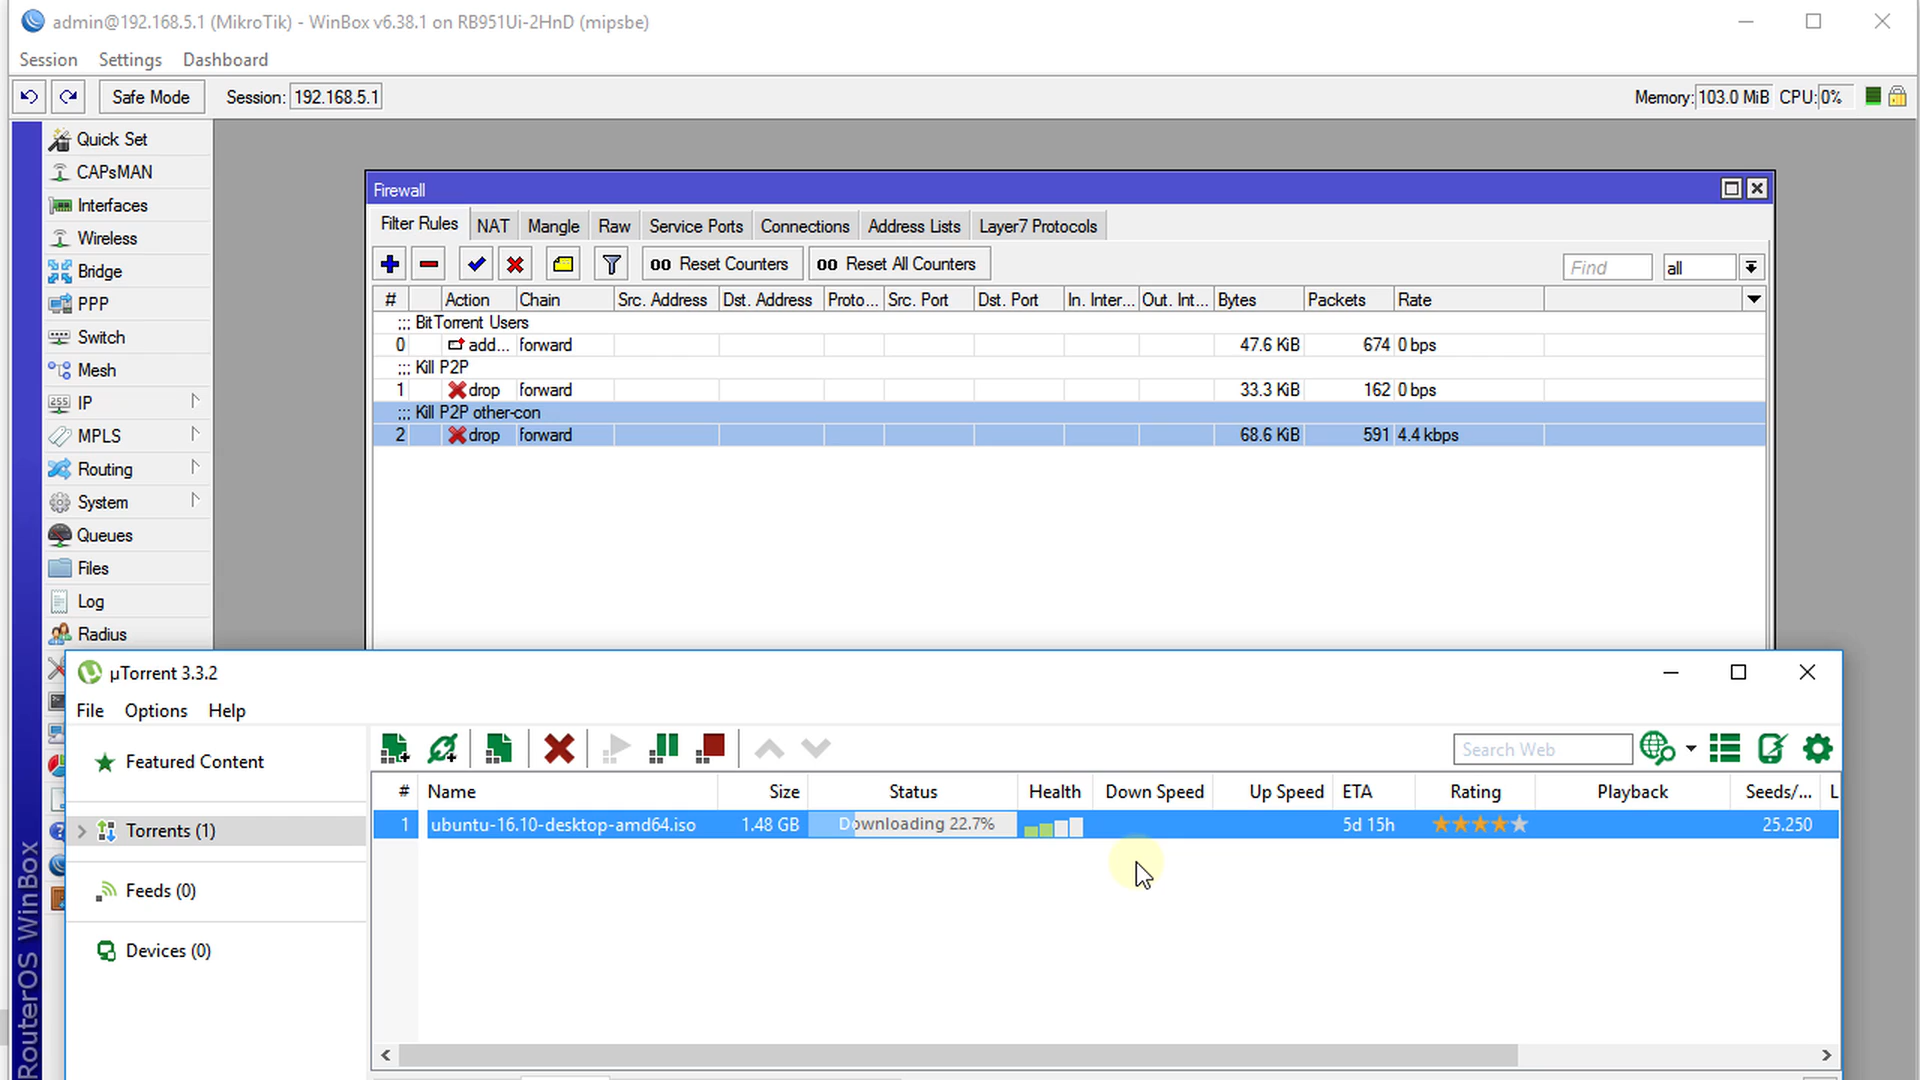 admin@192.168.5.1 (MikroTik) - WinBox v6.38.1 on RB951Ui-2HnD (mipsbe)
Session Settings Dashboard
Safe Mode Session: 192.168.5.1 Memory: 103.0 MiB CPU: 0%
Quick Set
CAPsMAN
Interfaces
Wireless
Bridge
PPP
Switch
Mesh
IP
MPLS
Routing
System
Queues
Files
Log
Radius
RouterOS WinBox
Firewall
Filter Rules NAT Mangle Raw Service Ports Connections Address Lists Layer7 Protocols
00 Reset Counters 00 Reset All Counters Find all
# Action Chain Src. Address Dst. Address Proto... Src. Port Dst. Port In. Inter... Out. Int... Bytes Packets Rate
;;; BitTorrent Users
0 add... forward 47.6 KiB 674 0 bps
;;; Kill P2P
1 drop forward 33.3 KiB 162 0 bps
;;; Kill P2P other-con
2 drop forward 68.6 KiB 591 4.4 kbps
µTorrent 3.3.2
File Options Help
Featured Content
Torrents (1)
Feeds (0)
Devices (0)
Search Web
# Name Size Status Health Down Speed Up Speed ETA Rating Playback Seeds/... L
1 ubuntu-16.10-desktop-amd64.iso 1.48 GB Downloading 22.7% 5d 15h 25.250